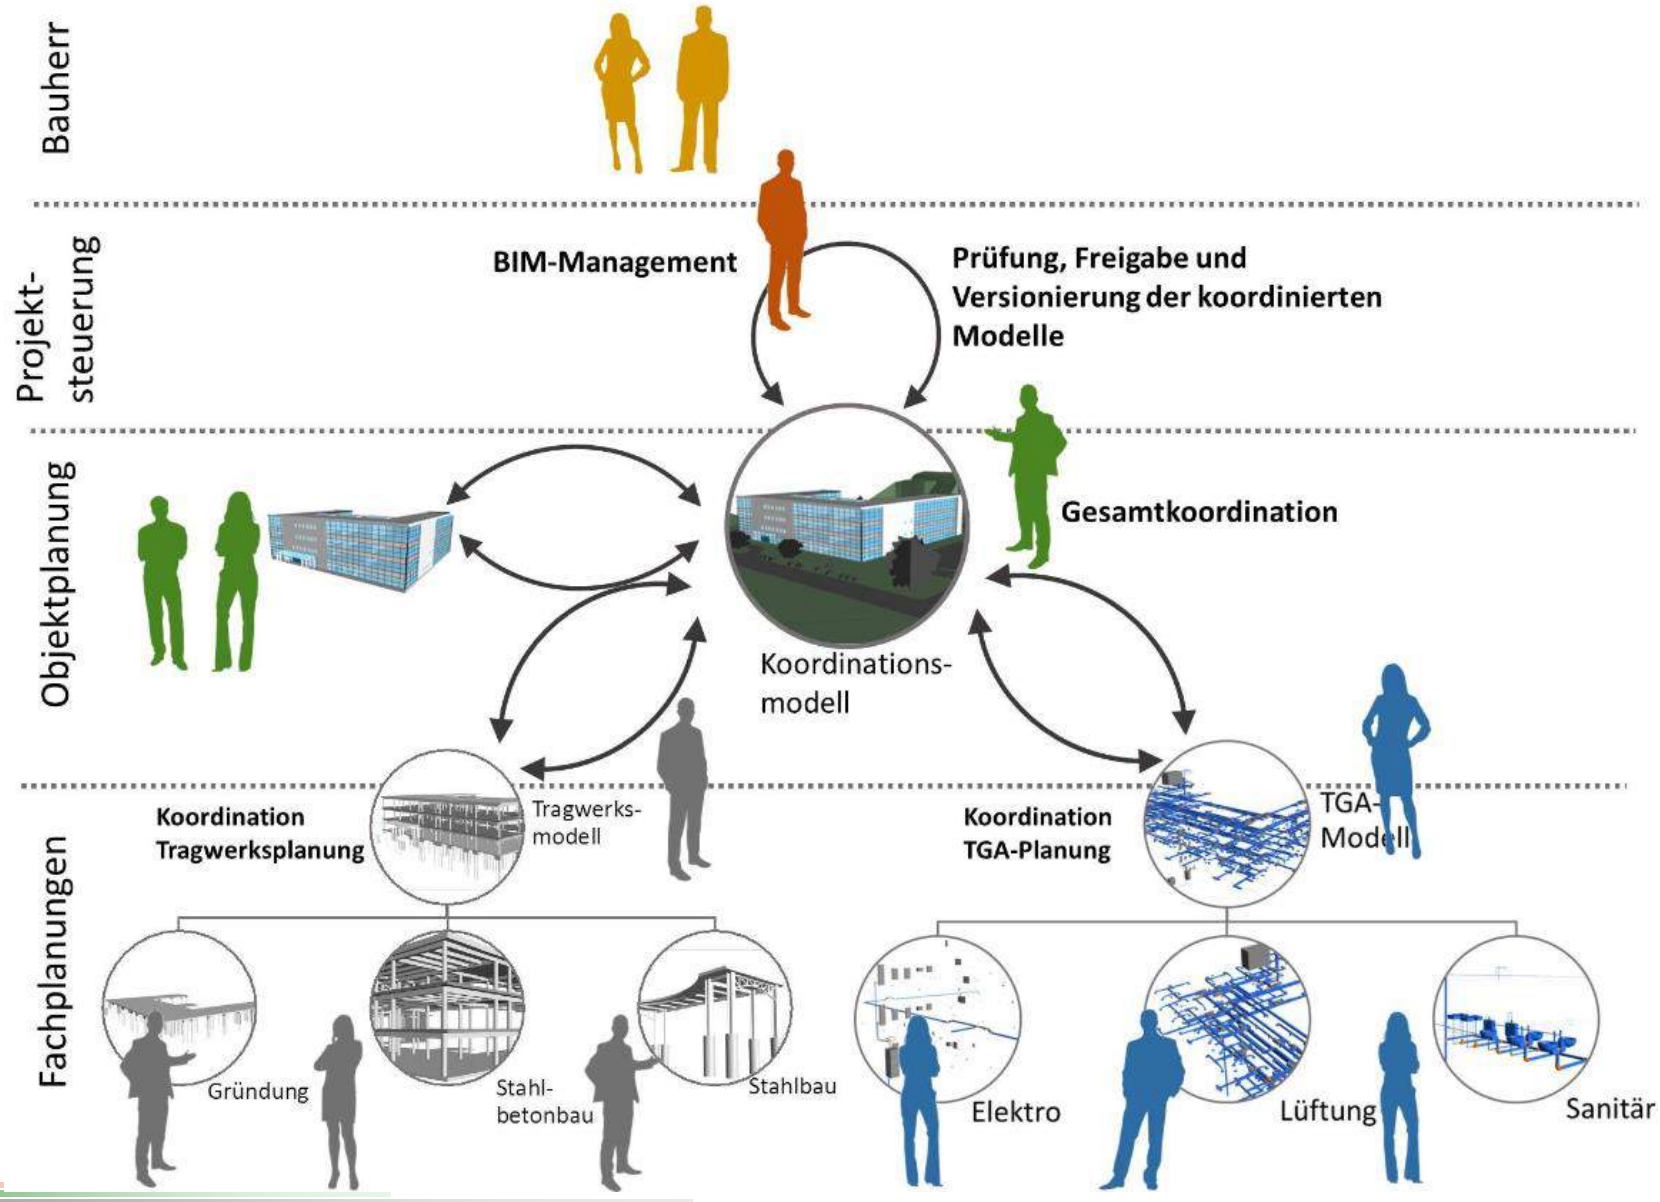 Bauherr
BIM-Management
Prüfung, Freigabe und
Versionierung der koordinierten
Modelle
Projekt-
steuerung
Gesamtkoordination
Objektplanung
Koordinations-
modell
Koordination
Tragwerksplanung
Tragwerks-
modell
Koordination
TGA-Planung
TGA-
Modell
Fachplanungen
Gründung
Stahl-
betonbau
Stahlbau
Elektro
Lüftung
Sanitär